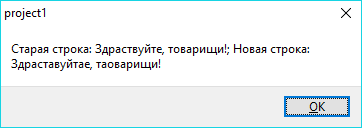 project1
Старая строка: Здраствуйте, товарищи!; Новая строка:
Здраставуйтае, таоварищи!
OK